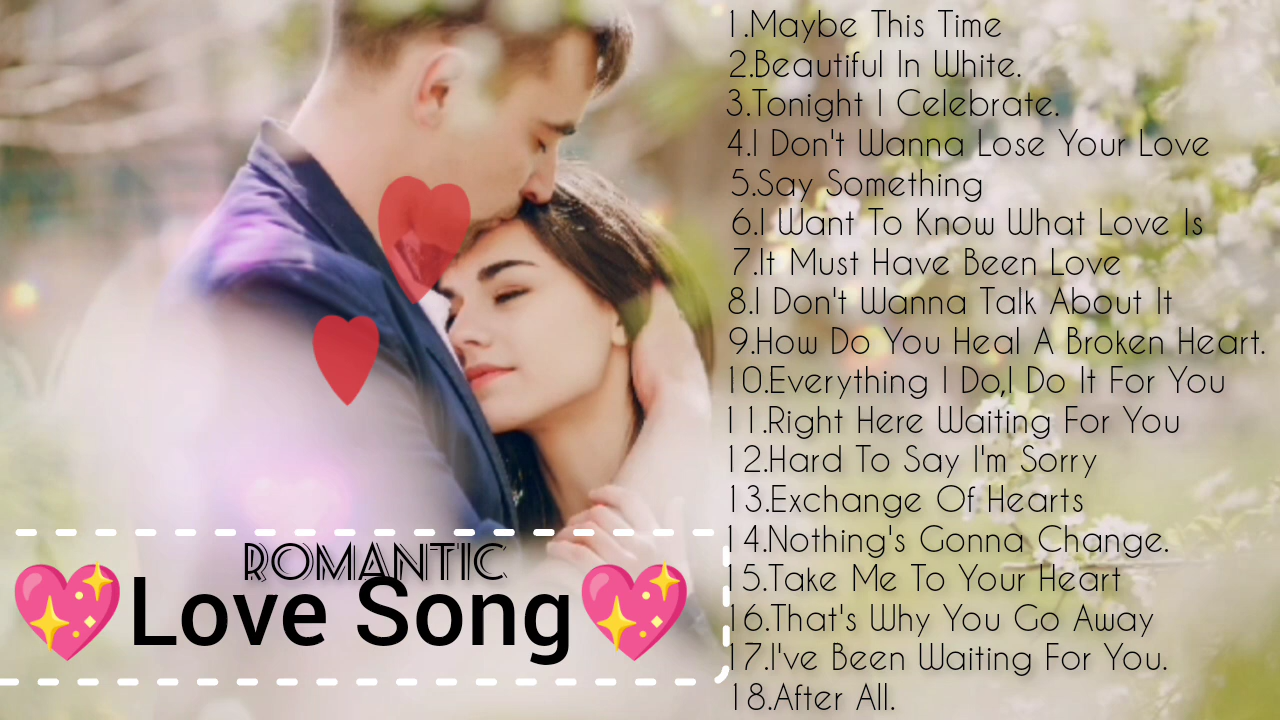 1.Maybe This Time
2.Beautiful In White.
3.Tonight I Celebrate.
4.I Don't Wanna Lose Your Love
5.Say Something
6.I Want To Know What Love Is
7.It Must Have Been Love
8.I Don't Wanna Talk About It
9.How Do You Heal A Broken Heart.
10.Everything I Do,I Do It For You
11.Right Here Waiting For You
12.Hard To Say I'm Sorry
13.Exchange Of Hearts
14.Nothing's Gonna Change.
15.Take Me To Your Heart
16.That's Why You Go Away
17.I've Been Waiting For You.
18.After All.
ROMANTIC
Love Song